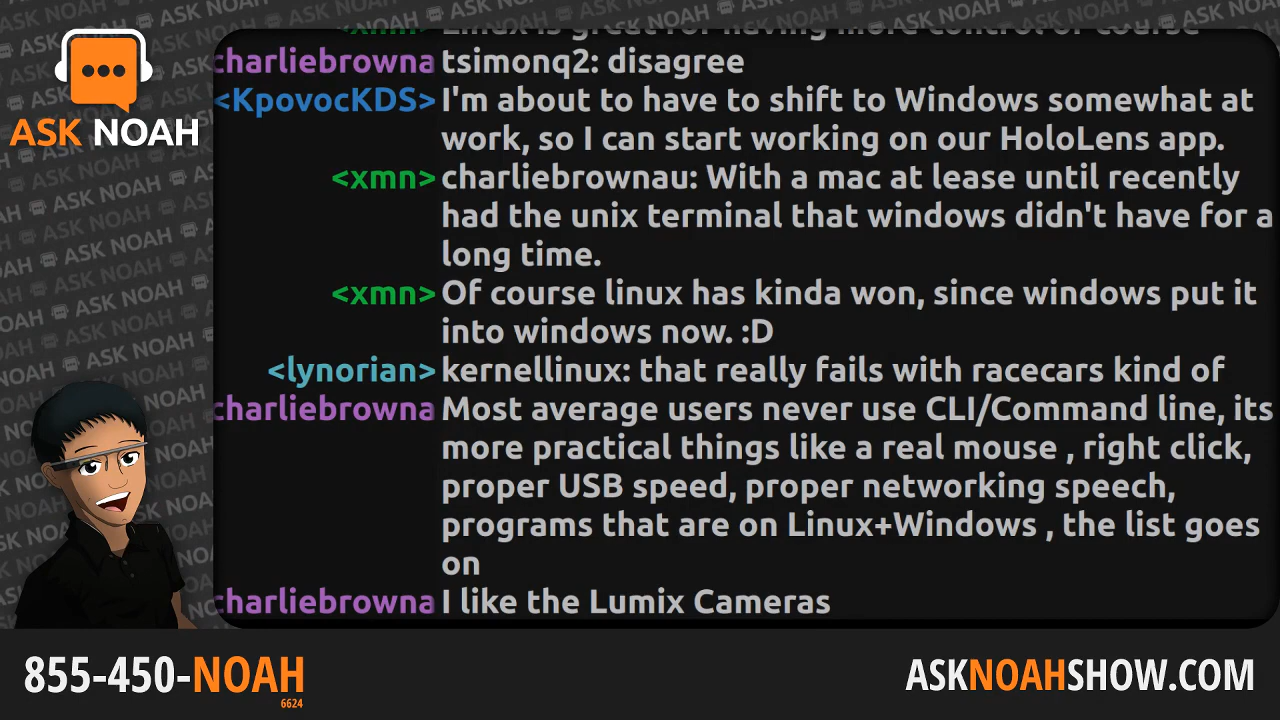 ASK NOAH
charliebrowna tsimonq2: disagree
<KpovocKDS> I'm about to have to shift to Windows somewhat at
work, so I can start working on our HoloLens app.
<xmn> charliebrownau: With a mac at lease until recently
had the unix terminal that windows didn't have for a
long time.
<xmn> Of course linux has kinda won, since windows put it
into windows now. :D
<lynorian> kernellinux: that really fails with racecars kind of
charliebrowna Most average users never use CLI/Command line, its
more practical things like a real mouse , right click,
proper USB speed, proper networking speech,
programs that are on Linux+Windows , the list goes
on
charliebrowna I like the Lumix Cameras
855-450-NOAH
6624
ASKNOAHSHOW.COM